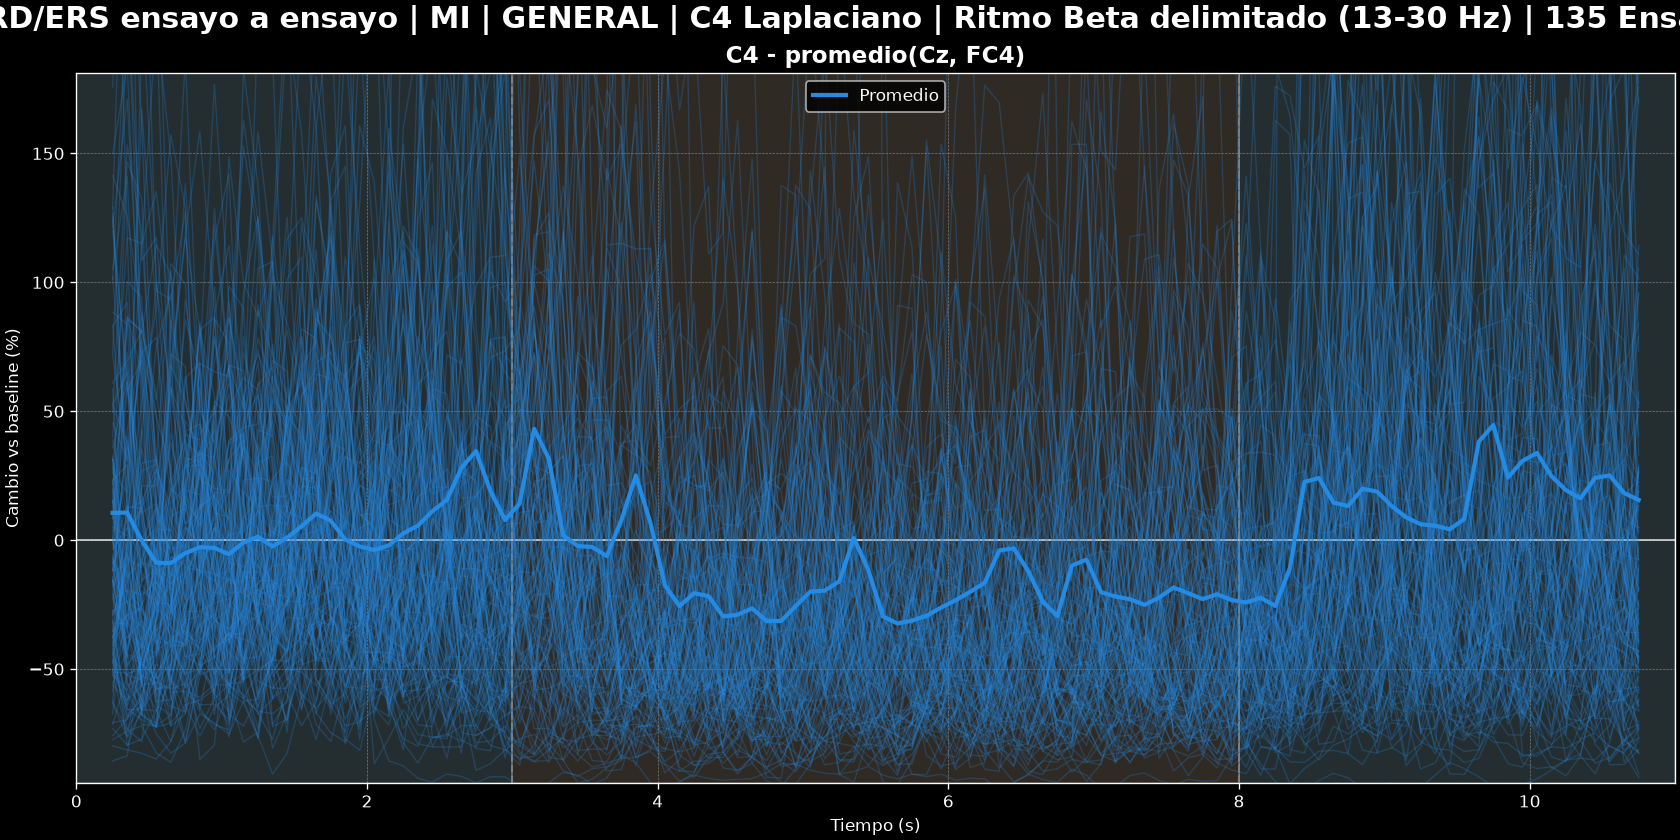 RD/ERS ensayo a ensayo | MI | GENERAL | C4 Laplaciano | Ritmo Beta delimitado (13-30 Hz) | 135 Ens
C4 - promedio(Cz, FC4)
Promedio
150
100
50
0
−50
Cambio vs baseline (%)
0 2 4 6 8 10
Tiempo (s)